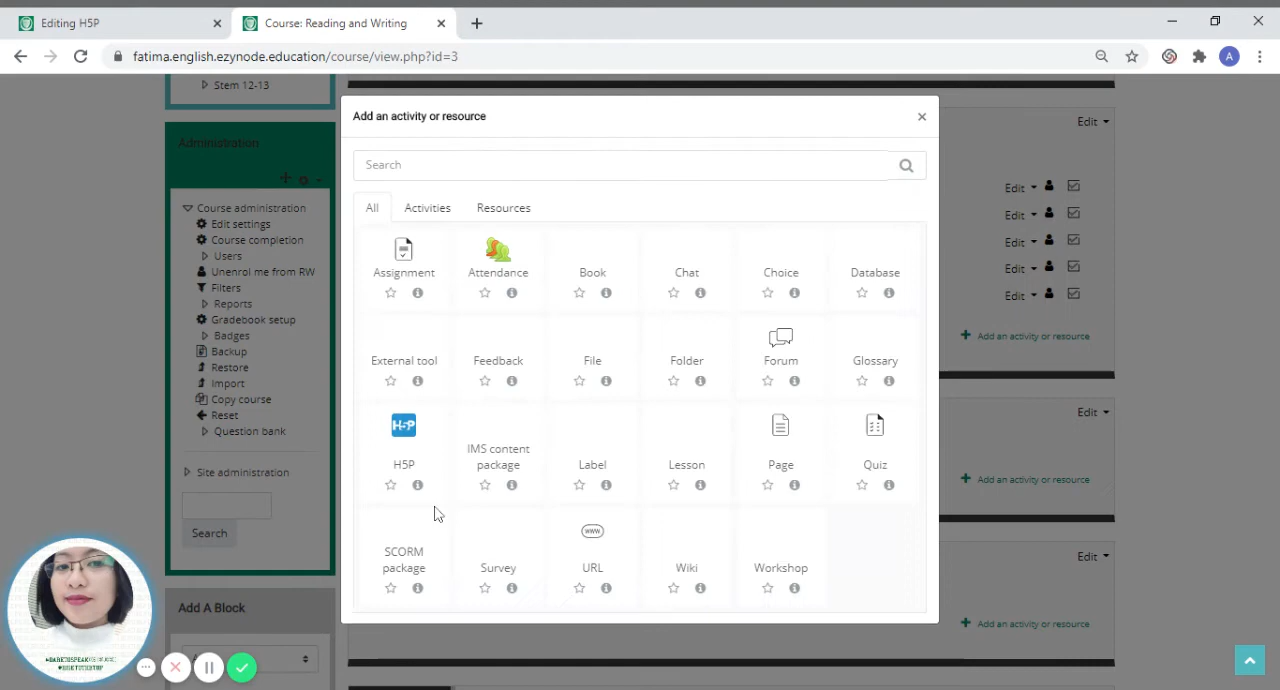 Editing H5P
Course: Reading and Writing
fatima.english.ezynode.education/course/view.php?id=3
A
Stem 12-13
Administration
Course administration
Edit settings
Course completion
Users
Unenrol me from RW
Filters
Reports
Gradebook setup
Badges
Backup
Restore
Import
Copy course
Reset
Question bank
Site administration
Search
Add A Block
Add an activity or resource
Search
All Activities Resources
Assignment Attendance Book Chat Choice Database
External tool Feedback File Folder Forum Glossary
H5P
H5P IMS content package Label Lesson Page Quiz
WWW
SCORM package Survey URL Wiki Workshop
Edit
Edit
Edit
Edit
Edit
Edit
Add an activity or resource
Edit
Add an activity or resource
Edit
Add an activity or resource